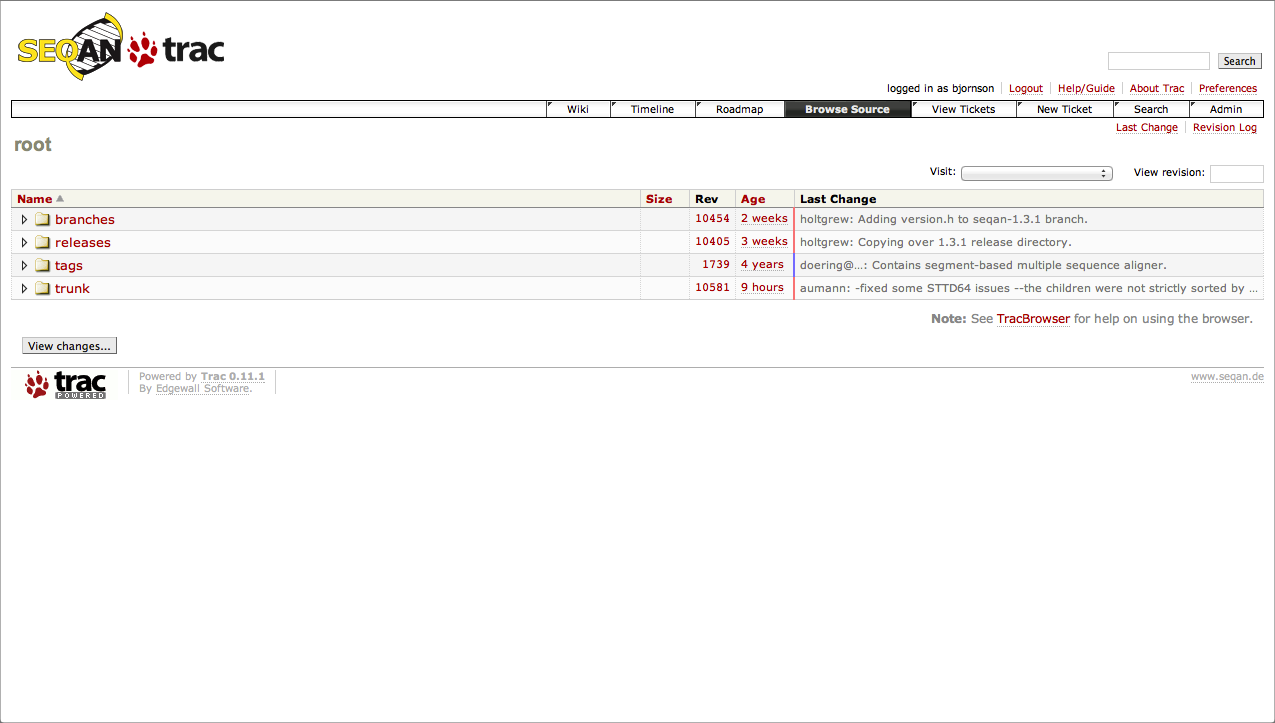 SEQAN trac
Search
logged in as bjornson Logout Help/Guide About Trac Preferences
Wiki Timeline Roadmap Browse Source View Tickets New Ticket Search Admin
Last Change Revision Log
root
Visit: View revision:
Name Size Rev Age Last Change
branches 10454 2 weeks holtgrew: Adding version.h to seqan-1.3.1 branch.
releases 10405 3 weeks holtgrew: Copying over 1.3.1 release directory.
tags 1739 4 years doering@...: Contains segment-based multiple sequence aligner.
trunk 10581 9 hours aumann: -fixed some STTD64 issues --the children were not strictly sorted by ...
Note: See TracBrowser for help on using the browser.
View changes...
trac POWERED
Powered by Trac 0.11.1
By Edgewall Software.
www.seqan.de